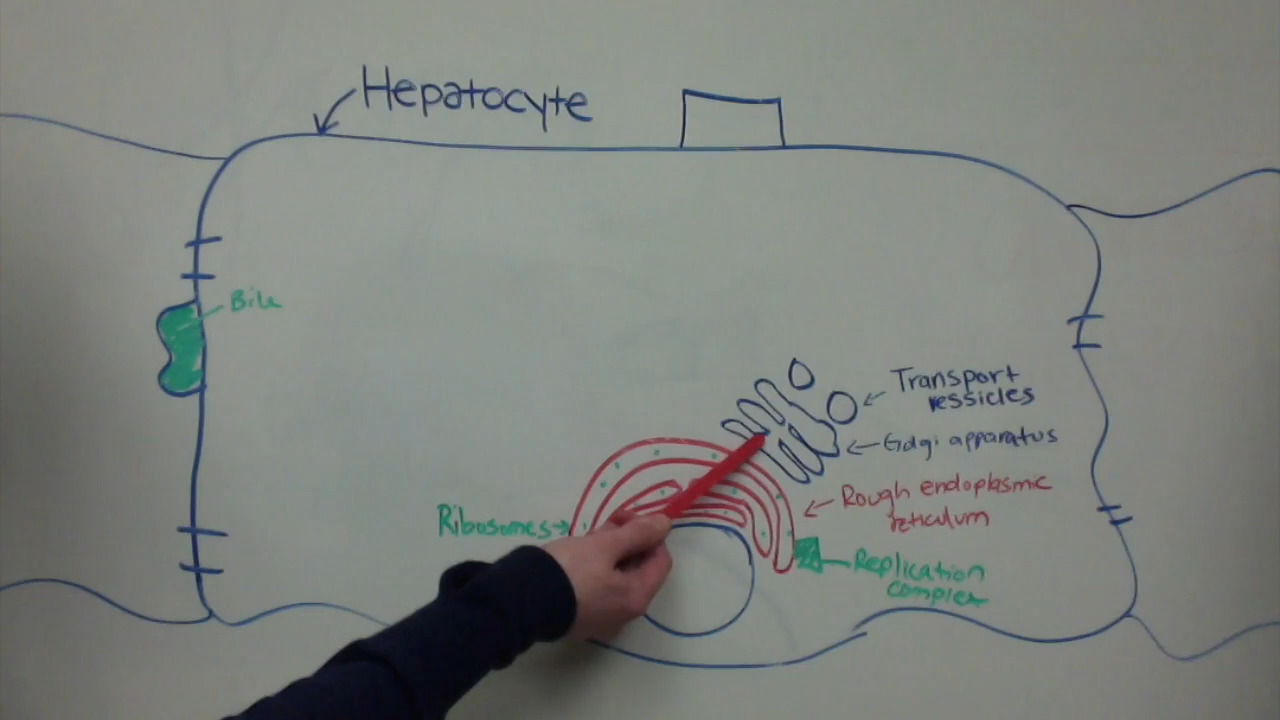 Hepatocyte
Bile
Transport
vessicles
Golgi apparatus
Rough endoplasmic
reticulum
Ribosomes
Replication
complex